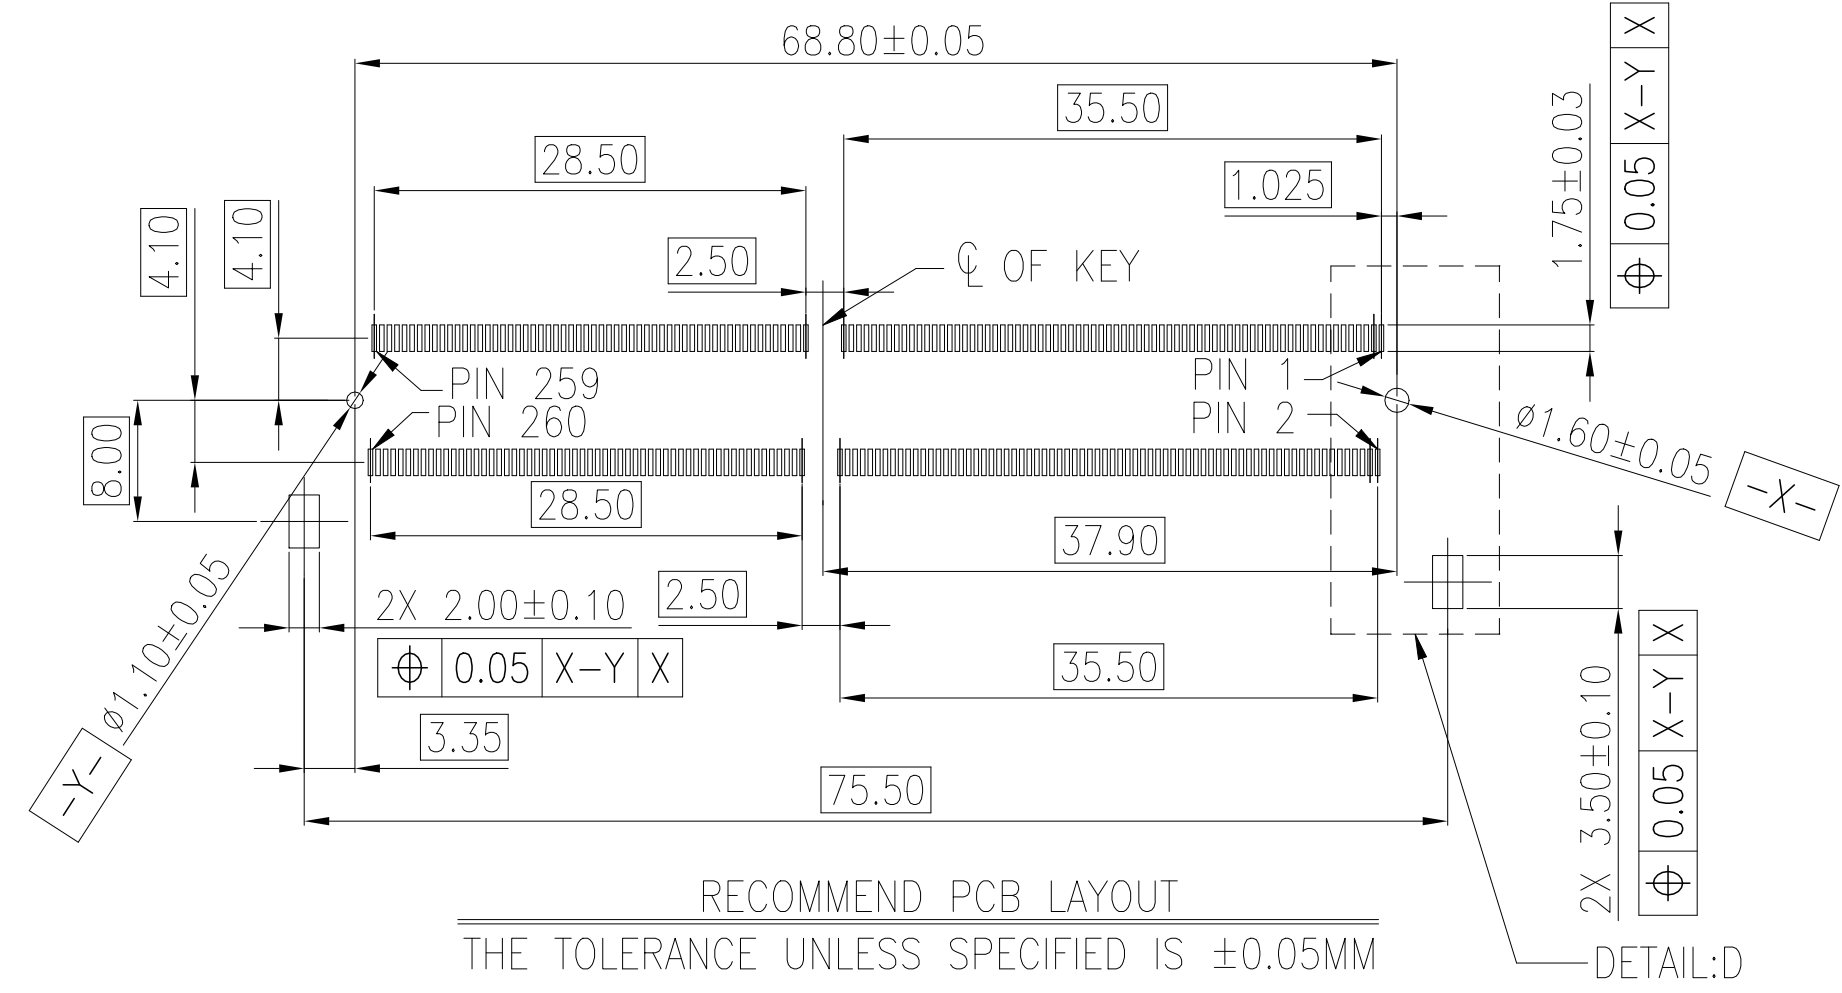 68.80±0.05
35.50
28.50
1.025
1.75±0.03
⌖ 0.05 X-Y X
4.10
4.10
2.50
℄ OF KEY
PIN 259
PIN 260
PIN 1
PIN 2
8.00
ø1.60±0.05
-X-
28.50
37.90
ø1.10±0.05
-Y-
2X 2.00±0.10
⌖ 0.05 X-Y X
2.50
35.50
3.35
75.50
2X 3.50±0.10
⌖ 0.05 X-Y X
RECOMMEND PCB LAYOUT
THE TOLERANCE UNLESS SPECIFIED IS ±0.05MM
DETAIL:D